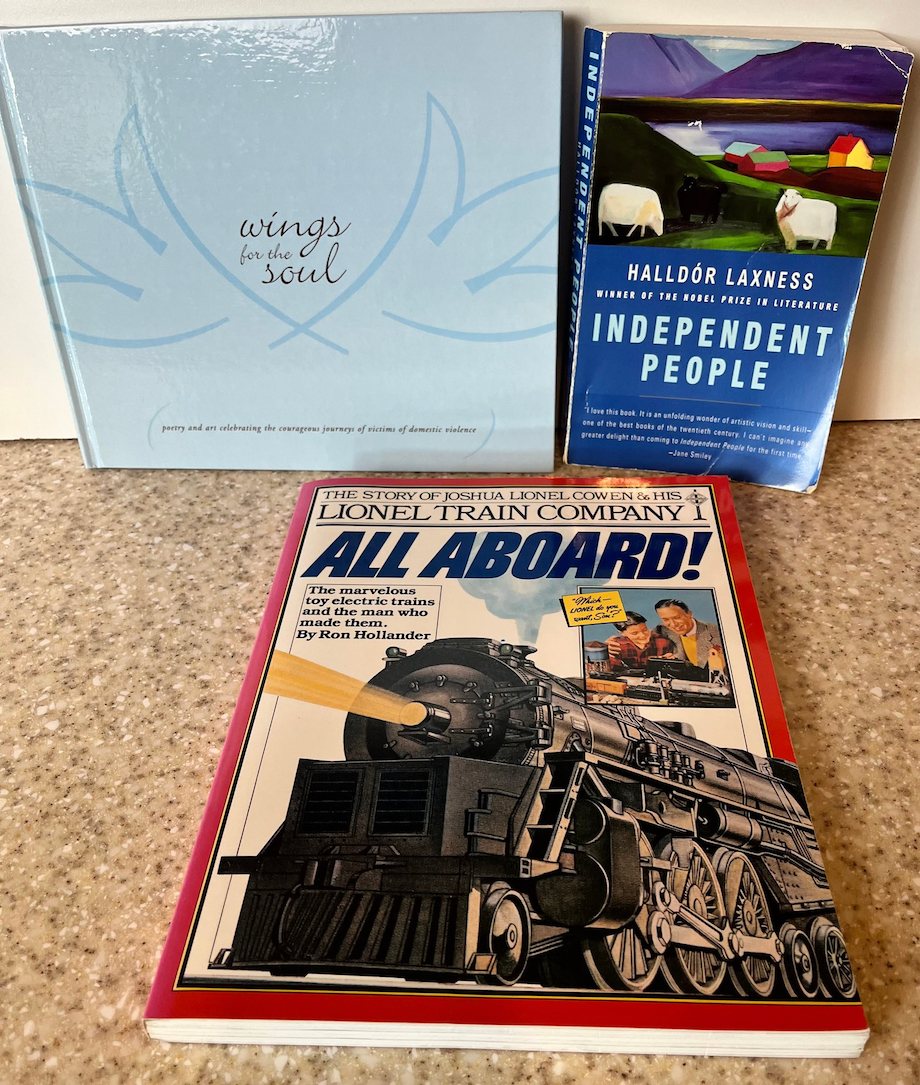 wings
for the
soul
poetry and art celebrating the courageous journeys of victims of domestic violence
INDEPENDENT PEOPLE
HALLDÓR LAXNESS
WINNER OF THE NOBEL PRIZE IN LITERATURE
INDEPENDENT
PEOPLE
"I love this book. It is an unfolding wonder of artistic vision and skill—
one of the best books of the twentieth century. I can't imagine any
greater delight than coming to Independent People for the first time."
—Jane Smiley
THE STORY OF JOSHUA LIONEL COWEN & HIS
LIONEL TRAIN COMPANY
ALL ABOARD!
The marvelous
toy electric trains
and the man who
made them.
By Ron Hollander
"Which—
LIONEL do you
want, Son?"